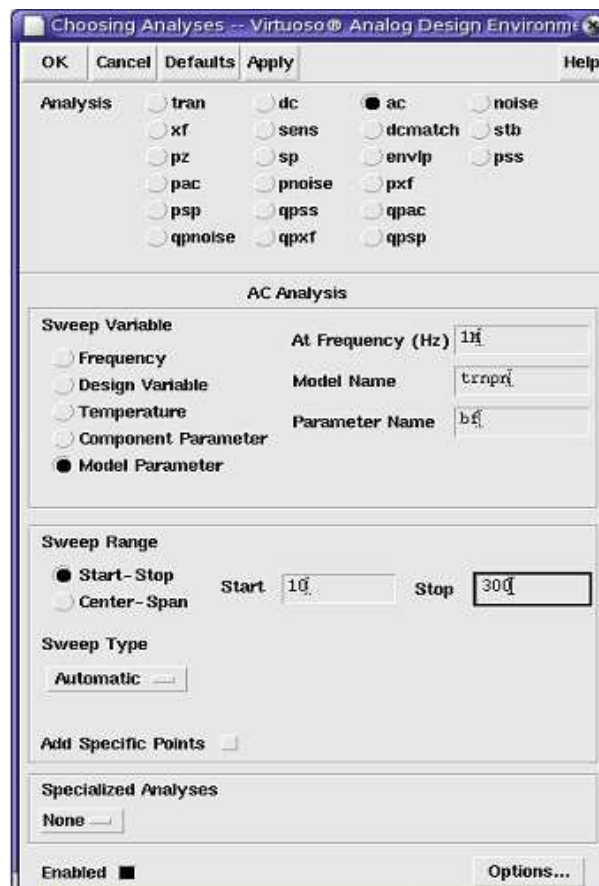 Choosing Analyses -- Virtuoso® Analog Design Environme
OK Cancel Defaults Apply Help
Analysis tran dc ac noise
xf sens dcmatch stb
pz sp envlp pss
pac pnoise pxf
psp qpss qpac
qpnoise qpxf qpsp
AC Analysis
Sweep Variable
Frequency
Design Variable
Temperature
Component Parameter
Model Parameter
At Frequency (Hz) 1M
Model Name trnpn
Parameter Name bf
Sweep Range
Start-Stop
Center-Span
Start 10 Stop 300
Sweep Type
Automatic
Add Specific Points
Specialized Analyses
None
Enabled Options...